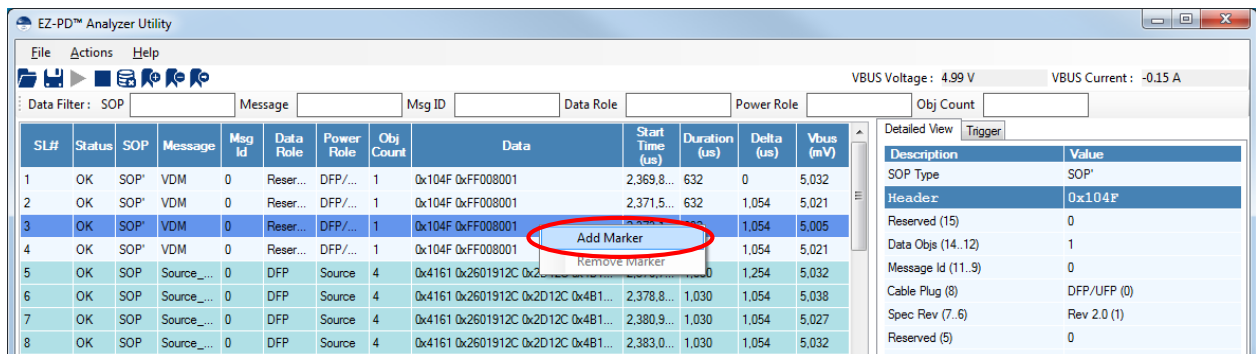 EZ-PD™ Analyzer Utility
File Actions Help
VBUS Voltage: 4.99 V VBUS Current: -0.15 A
Data Filter: SOP Message Msg ID Data Role Power Role Obj Count
SL# Status SOP Message Msg Id Data Role Power Role Obj Count Data Start Time (us) Duration (us) Delta (us) Vbus (mV)
1 OK SOP' VDM 0 Reser... DFP/... 1 0x104F 0xFF008001 2,369,8... 632 0 5,032
2 OK SOP' VDM 0 Reser... DFP/... 1 0x104F 0xFF008001 2,371,5... 632 1,054 5,021
3 OK SOP' VDM 0 Reser... DFP/... 1 0x104F 0xFF008001 1,054 5,005
4 OK SOP' VDM 0 Reser... DFP/... 1 0x104F 0xFF008001 1,054 5,021
5 OK SOP Source_... 0 DFP Source 4 0x4161 0x2601912C 1,254 5,032
6 OK SOP Source_... 0 DFP Source 4 0x4161 0x2601912C 0x2D12C 0x4B1... 2,378,8... 1,030 1,054 5,038
7 OK SOP Source_... 0 DFP Source 4 0x4161 0x2601912C 0x2D12C 0x4B1... 2,380,9... 1,030 1,054 5,027
8 OK SOP Source_... 0 DFP Source 4 0x4161 0x2601912C 0x2D12C 0x4B1... 2,383,0... 1,030 1,054 5,032
Add Marker
Remove Marker
Detailed View Trigger
Description Value
SOP Type SOP'
Header 0x104F
Reserved (15) 0
Data Objs (14..12) 1
Message Id (11..9) 0
Cable Plug (8) DFP/UFP (0)
Spec Rev (7..6) Rev 2.0 (1)
Reserved (5) 0